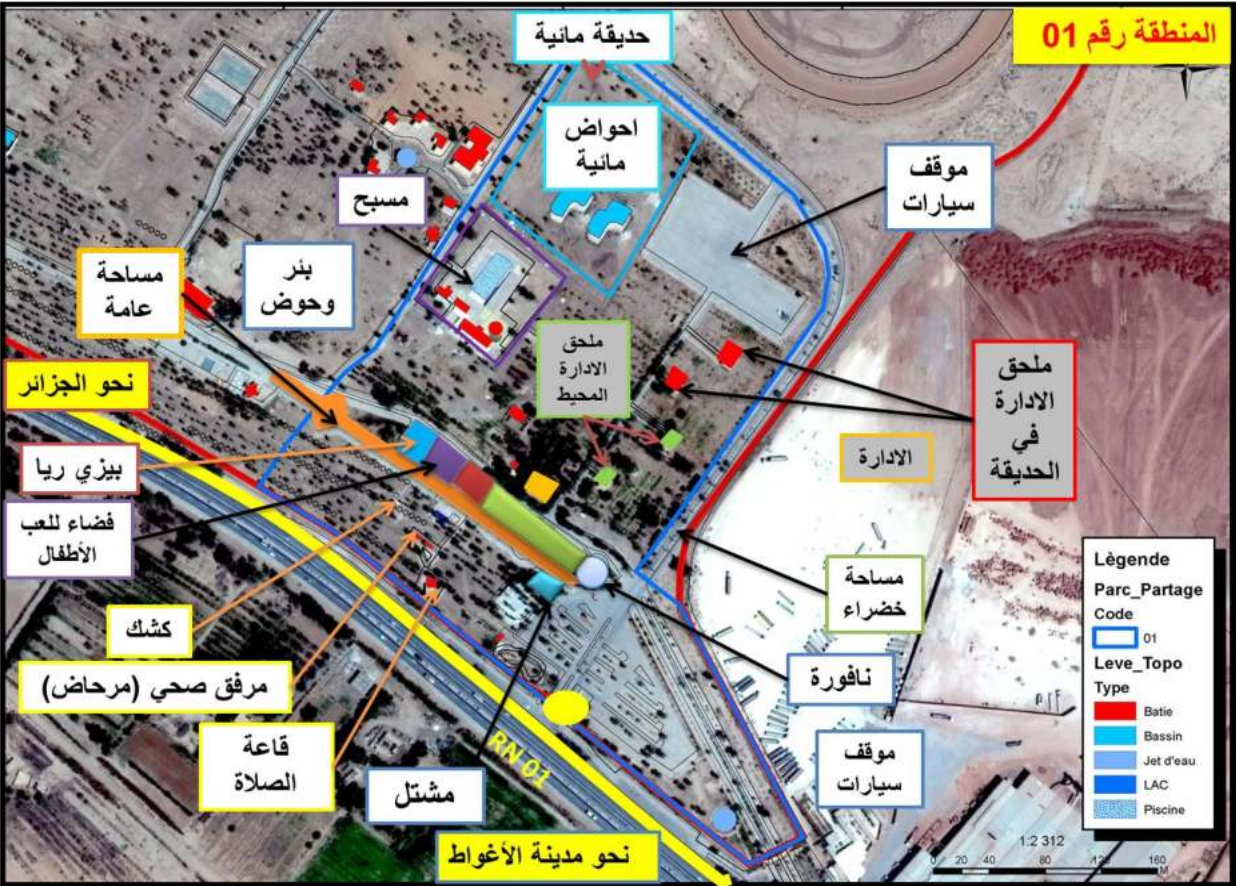 المنطقة رقم 01
حديقة مائية
احواض
مائية
موقف
سيارات
مسبح
بئر
وحوض
مساحة
عامة
ملحق
الادارة
المحيط
ملحق
الادارة
في
الحديقة
نحو الجزائر
الادارة
بيزي ريا
فضاء للعب
الأطفال
مساحة
خضراء
كشك
مرفق صحي (مرحاض)
نافورة
قاعة
الصلاة
مشتل
موقف
سيارات
RN 01
نحو مدينة الأغواط
Lègende
Parc_Partage
Code
01
Leve_Topo
Type
Batie
Bassin
Jet d'eau
LAC
Piscine
1:2 312
0 20 40 80 120 160
M